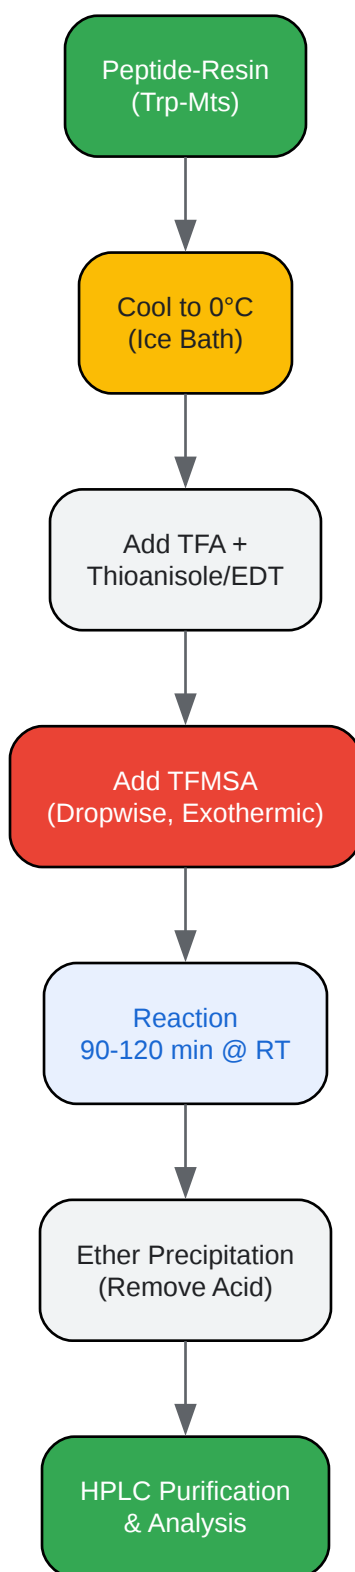 Peptide-Resin
(Trp-Mts)
Cool to 0°C
(Ice Bath)
Add TFA +
Thioanisole/EDT
Add TFMSA
(Dropwise, Exothermic)
Reaction
90-120 min @ RT
Ether Precipitation
(Remove Acid)
HPLC Purification
& Analysis